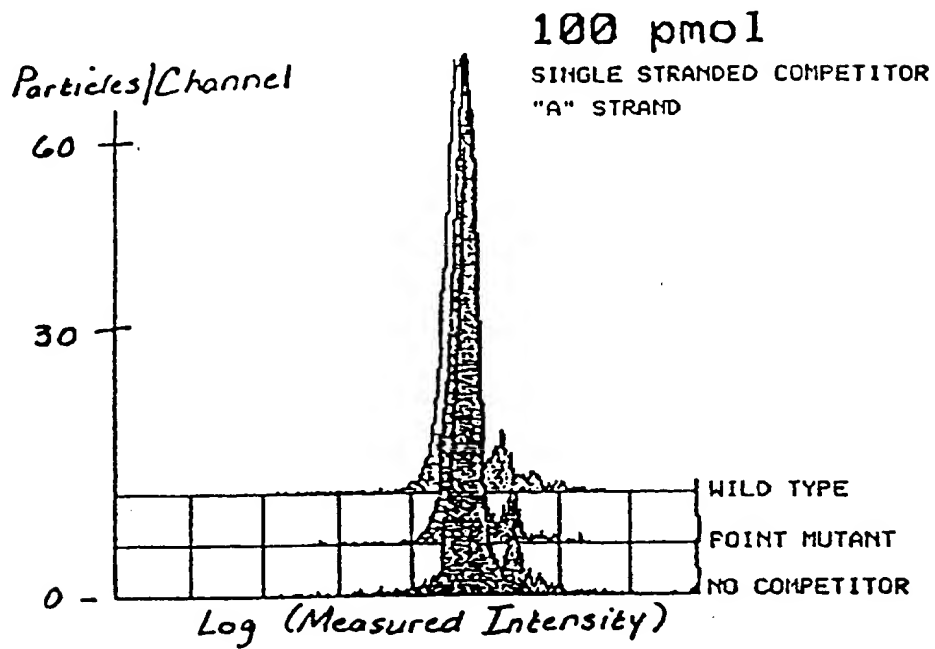 100 pmol
SINGLE STRANDED COMPETITOR
"A" STRAND
Particles/Channel
60
30
WILD TYPE
POINT MUTANT
NO COMPETITOR
0
Log (Measured Intensity)